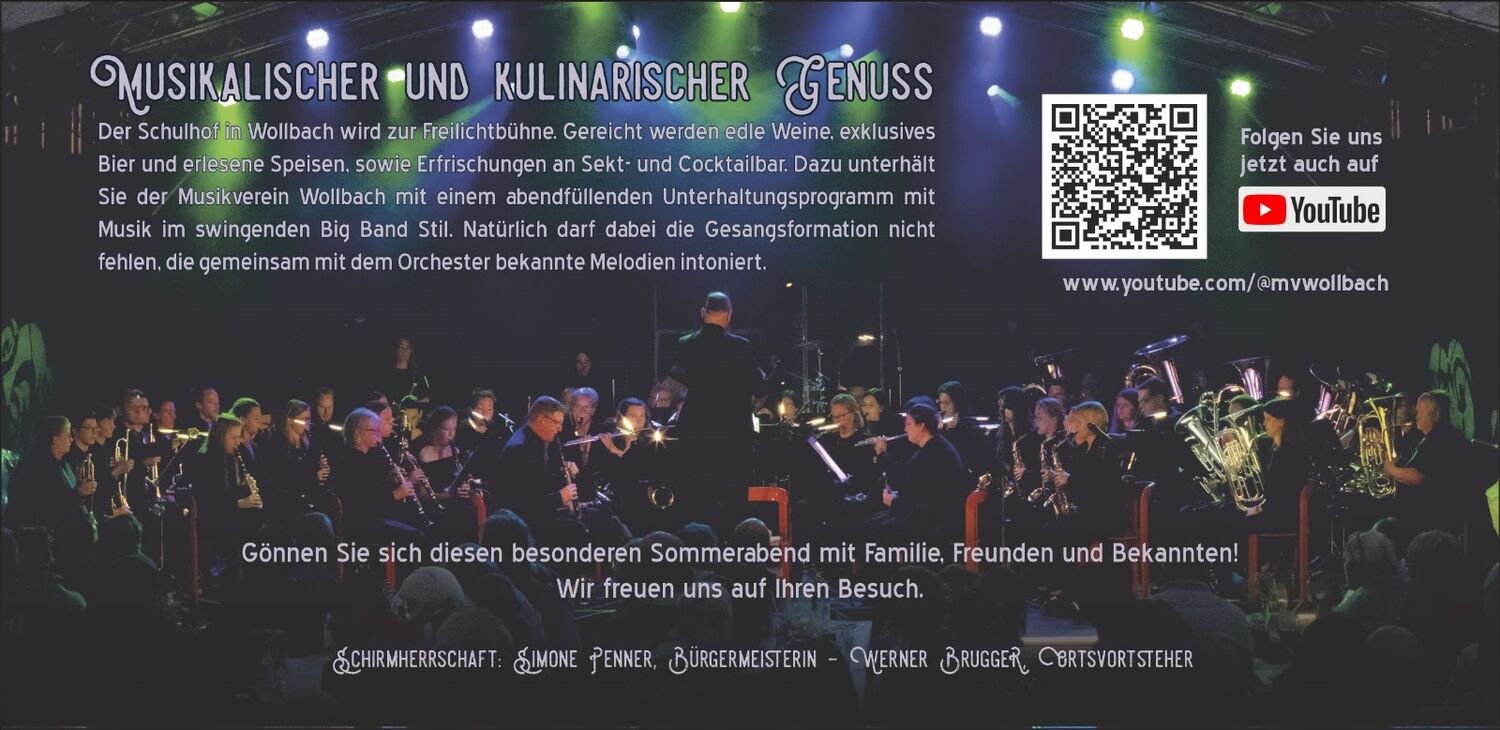 Musikalischer und kulinarischer Genuss
Der Schulhof in Wollbach wird zur Freilichtbühne. Gereicht werden edle Weine, exklusives
Bier und erlesene Speisen, sowie Erfrischungen an Sekt- und Cocktailbar. Dazu unterhält
Sie der Musikverein Wollbach mit einem abendfüllenden Unterhaltungsprogramm mit
Musik im swingenden Big Band Stil. Natürlich darf dabei die Gesangsformation nicht
fehlen, die gemeinsam mit dem Orchester bekannte Melodien intoniert.
Folgen Sie uns
jetzt auch auf
YouTube
www.youtube.com/@mvwollbach
Gönnen Sie sich diesen besonderen Sommerabend mit Familie, Freunden und Bekannten!
Wir freuen uns auf Ihren Besuch.
Schirmherrschaft: Simone Penner, Bürgermeisterin – Werner Brugger, Ortsvortsteher